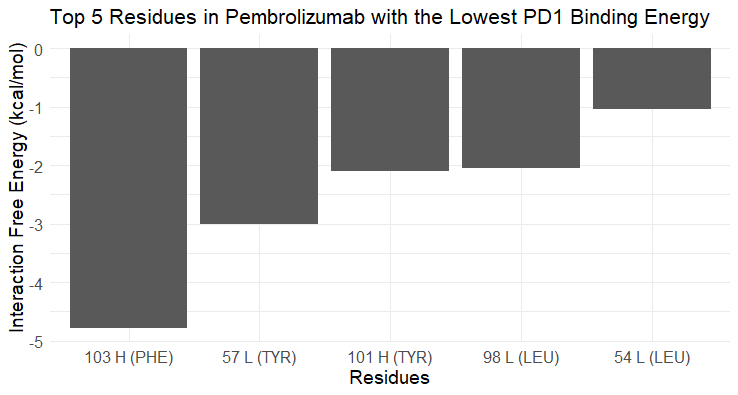 Top 5 Residues in Pembrolizumab with the Lowest PD1 Binding Energy
Interaction Free Energy (kcal/mol)
0
-1
-2
-3
-4
-5
103 H (PHE) 57 L (TYR) 101 H (TYR) 98 L (LEU) 54 L (LEU)
Residues